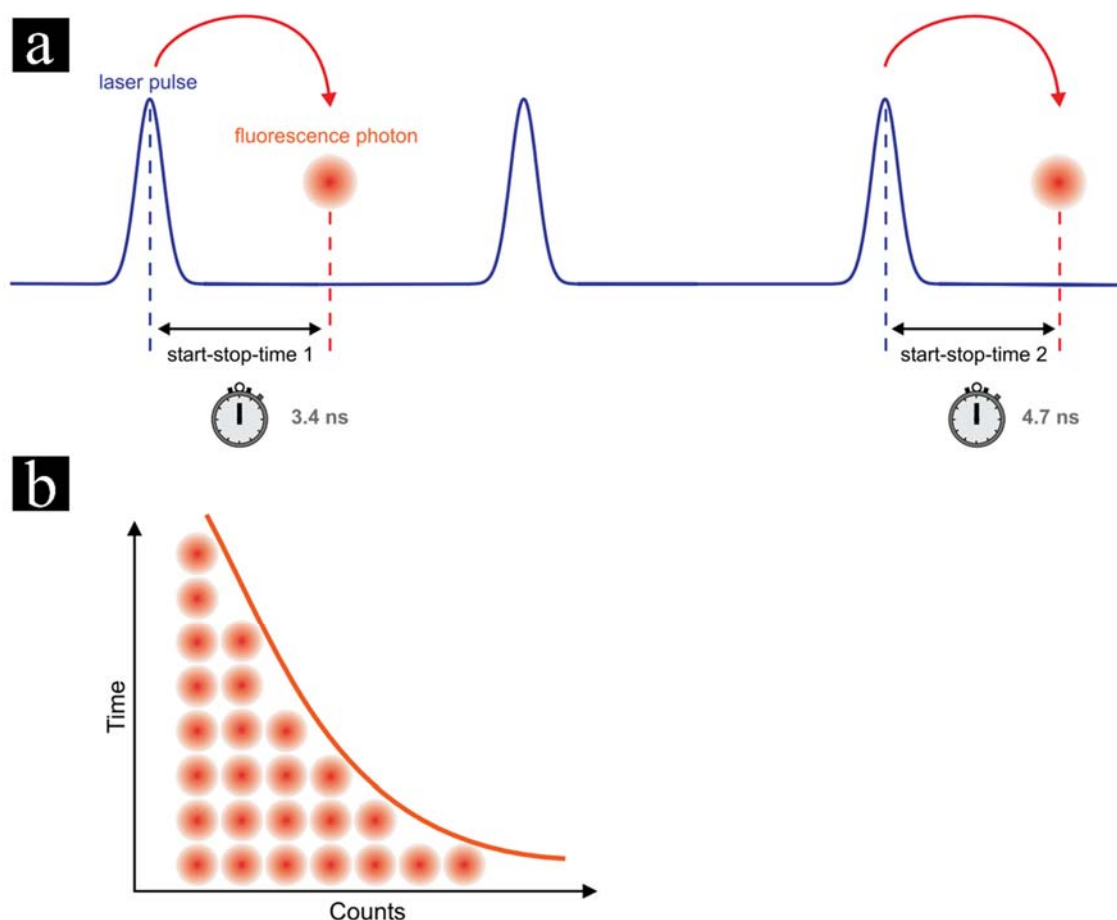 a
laser pulse
fluorescence photon
start-stop-time 1
start-stop-time 2
3.4 ns
4.7 ns
b
Time
Counts